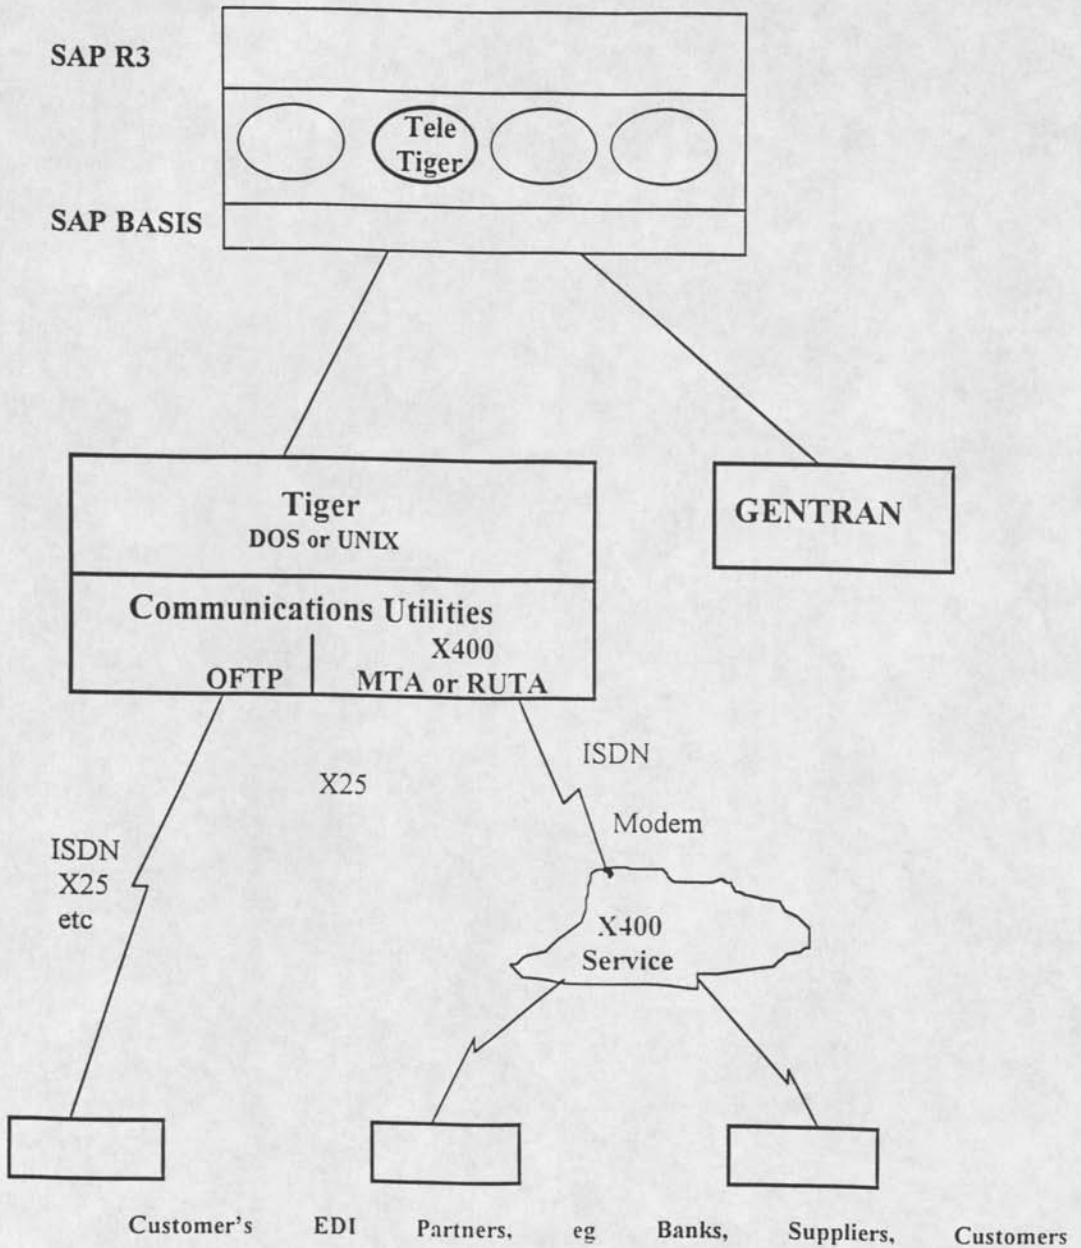 SAP R3
Tele
Tiger
SAP BASIS
Tiger
DOS or UNIX
GENTRAN
Communications Utilities
X400
OFTP
MTA or RUTA
ISDN
X25
Modem
ISDN
X25
etc
X400
Service
Customer's EDI Partners, eg Banks, Suppliers, Customers